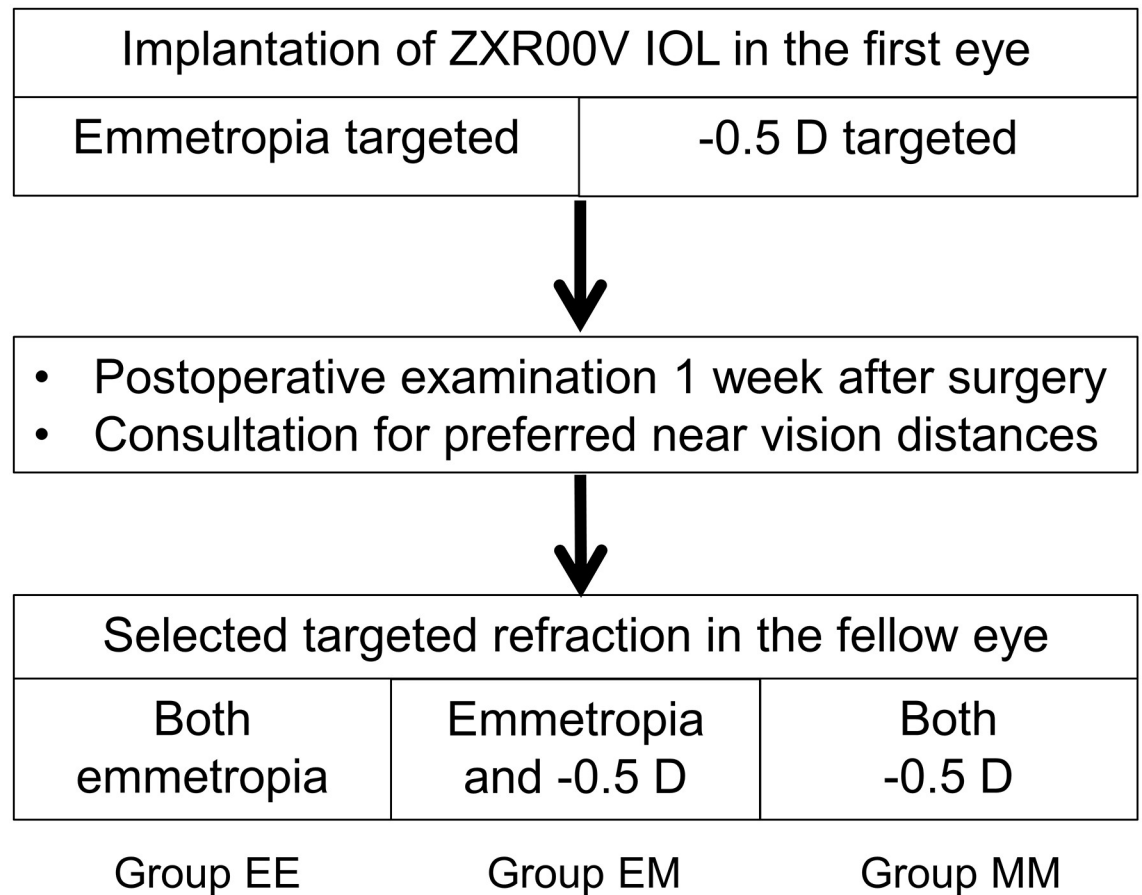 Implantation of ZXR00V IOL in the first eye
Emmetropia targeted
-0.5 D targeted
• Postoperative examination 1 week after surgery
• Consultation for preferred near vision distances
Selected targeted refraction in the fellow eye
Both
emmetropia
Emmetropia
and -0.5 D
Both
-0.5 D
Group EE
Group EM
Group MM